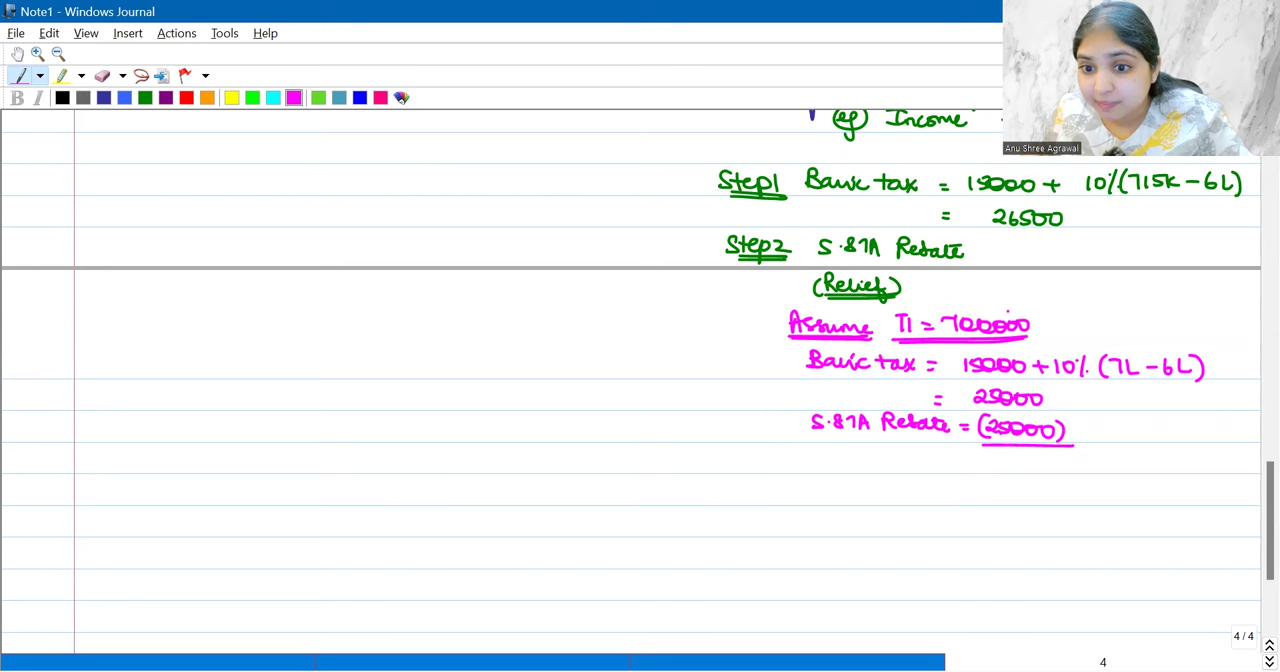 Note1 - Windows Journal
File Edit View Insert Actions Tools Help
B I
Anu Shree Agrawal
(eg) Income
Step1 Basic tax = 15000 + 10%(715K - 6L)
= 26500
Step2 S.87A Rebate
(Relief)
Assume TI = 700000
Basic tax = 15000 + 10% (7L - 6L)
= 25000
S.87A Rebate = (25000)
4 / 4
4